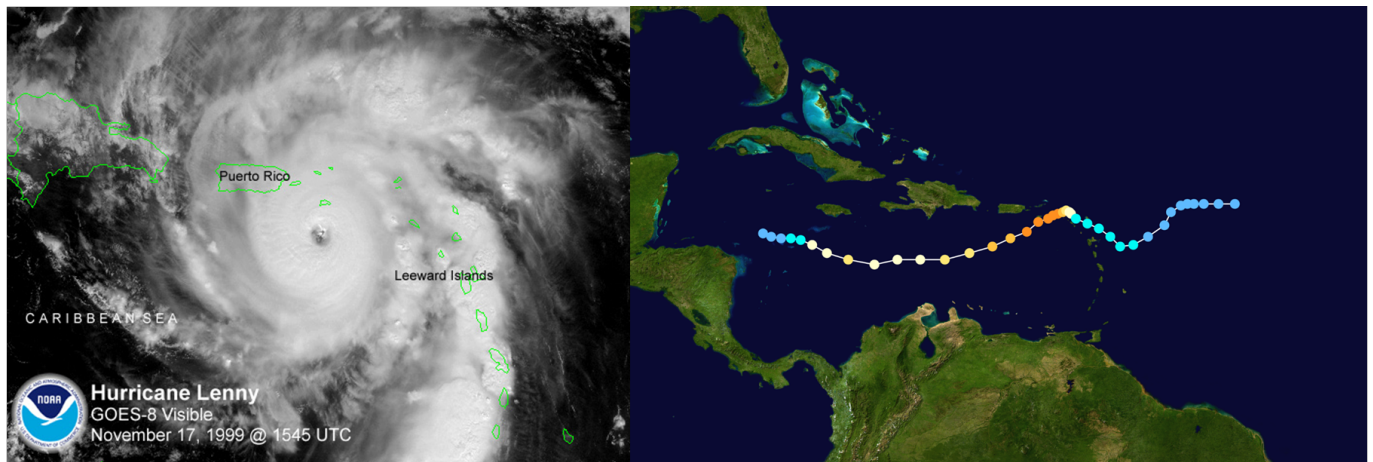 Puerto Rico
Leeward Islands
CARIBBEAN SEA
NOAA
Hurricane Lenny
GOES-8 Visible
November 17, 1999 @ 1545 UTC